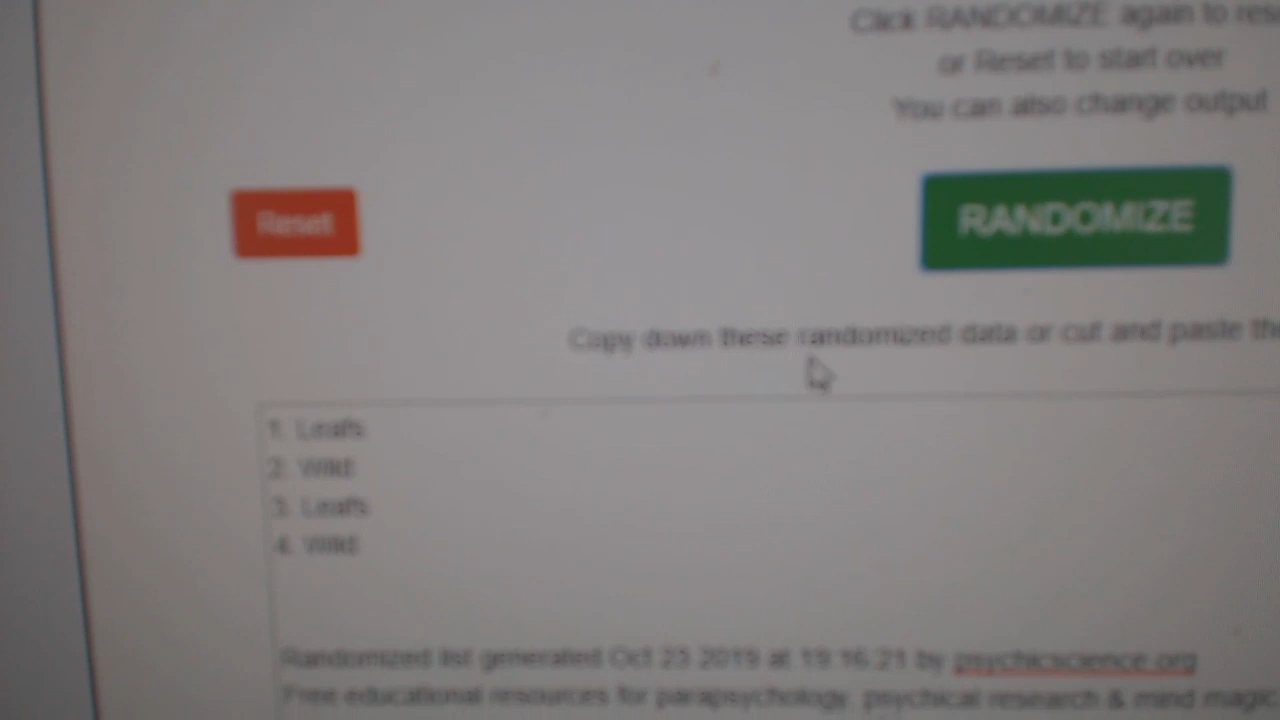 Click RANDOMIZE again to res
or Reset to start over
You can also change output
Reset
RANDOMIZE
Copy down these randomized data or cut and paste the
1. Leafs
2. Wild
3. Leafs
4. Wild
Randomized list generated Oct 23 2019 at 19:16:21 by psychicscience.org
Free educational resources for parapsychology, psychical research & mind magic